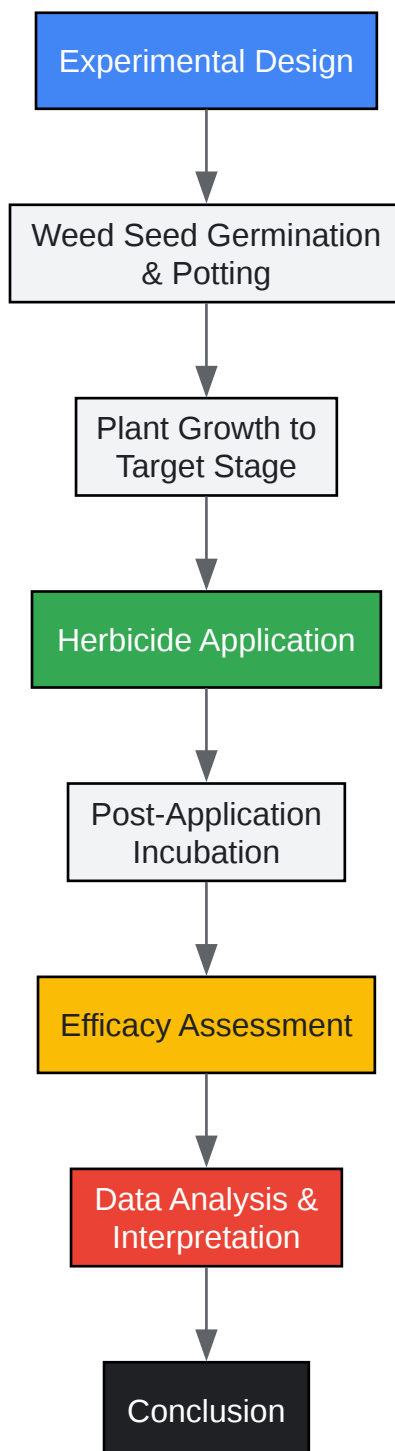 Experimental Design
Weed Seed Germination
& Potting
Plant Growth to
Target Stage
Herbicide Application
Post-Application
Incubation
Efficacy Assessment
Data Analysis &
Interpretation
Conclusion